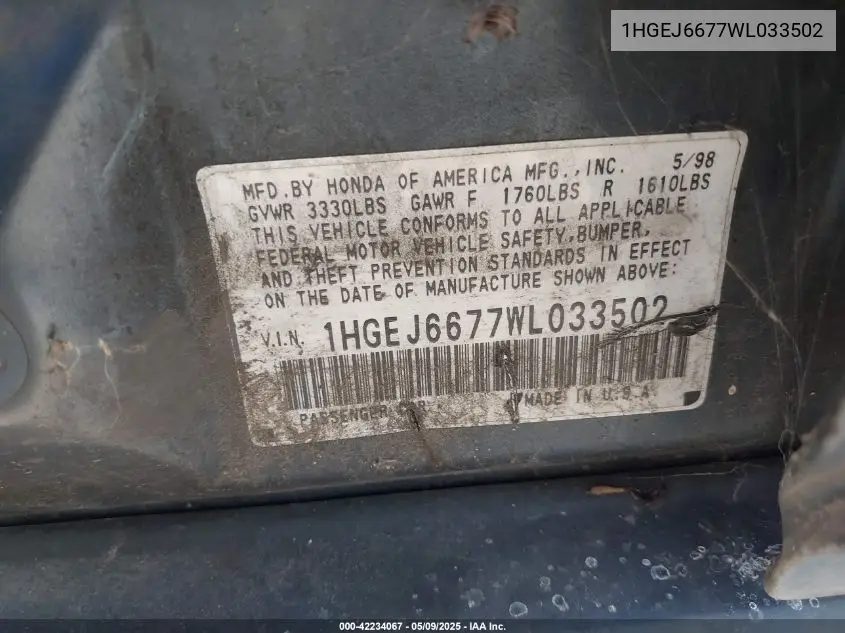 1HGEJ6677WL033502
MFD.BY HONDA OF AMERICA MFG.,INC. 5/98
GVWR 3330LBS GAWR F 1760LBS R 1610LBS
THIS VEHICLE CONFORMS TO ALL APPLICABLE
FEDERAL MOTOR VEHICLE SAFETY,BUMPER,
AND THEFT PREVENTION STANDARDS IN EFFECT
ON THE DATE OF MANUFACTURE SHOWN ABOVE:
V.I.N. 1HGEJ6677WL033502
PASSENGER CAR MADE IN U.S.A
000-42234067 - 05/09/2025 - IAA Inc.